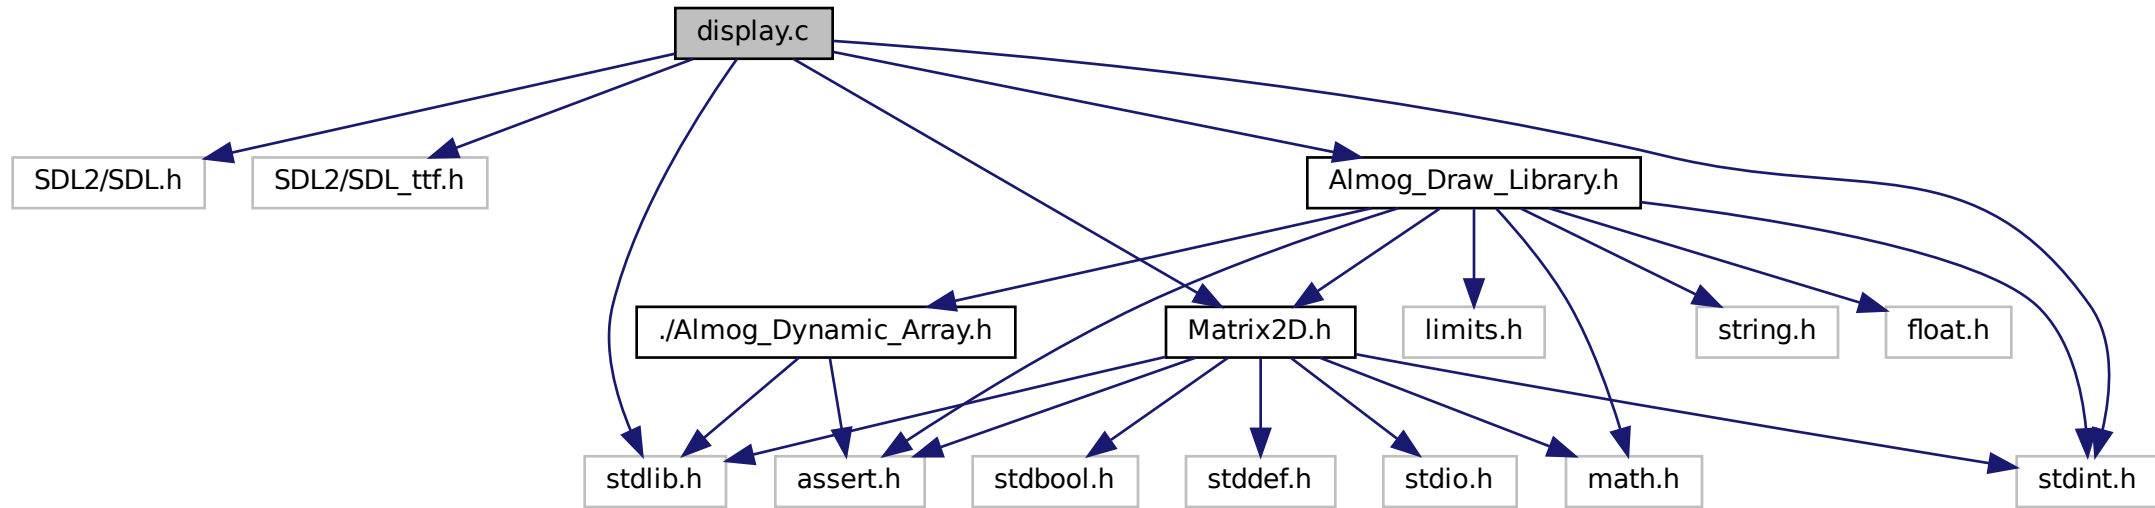 display.c
SDL2/SDL.h
SDL2/SDL_ttf.h
Almog_Draw_Library.h
./Almog_Dynamic_Array.h
Matrix2D.h
limits.h
string.h
float.h
stdlib.h
assert.h
stdbool.h
stddef.h
stdio.h
math.h
stdint.h